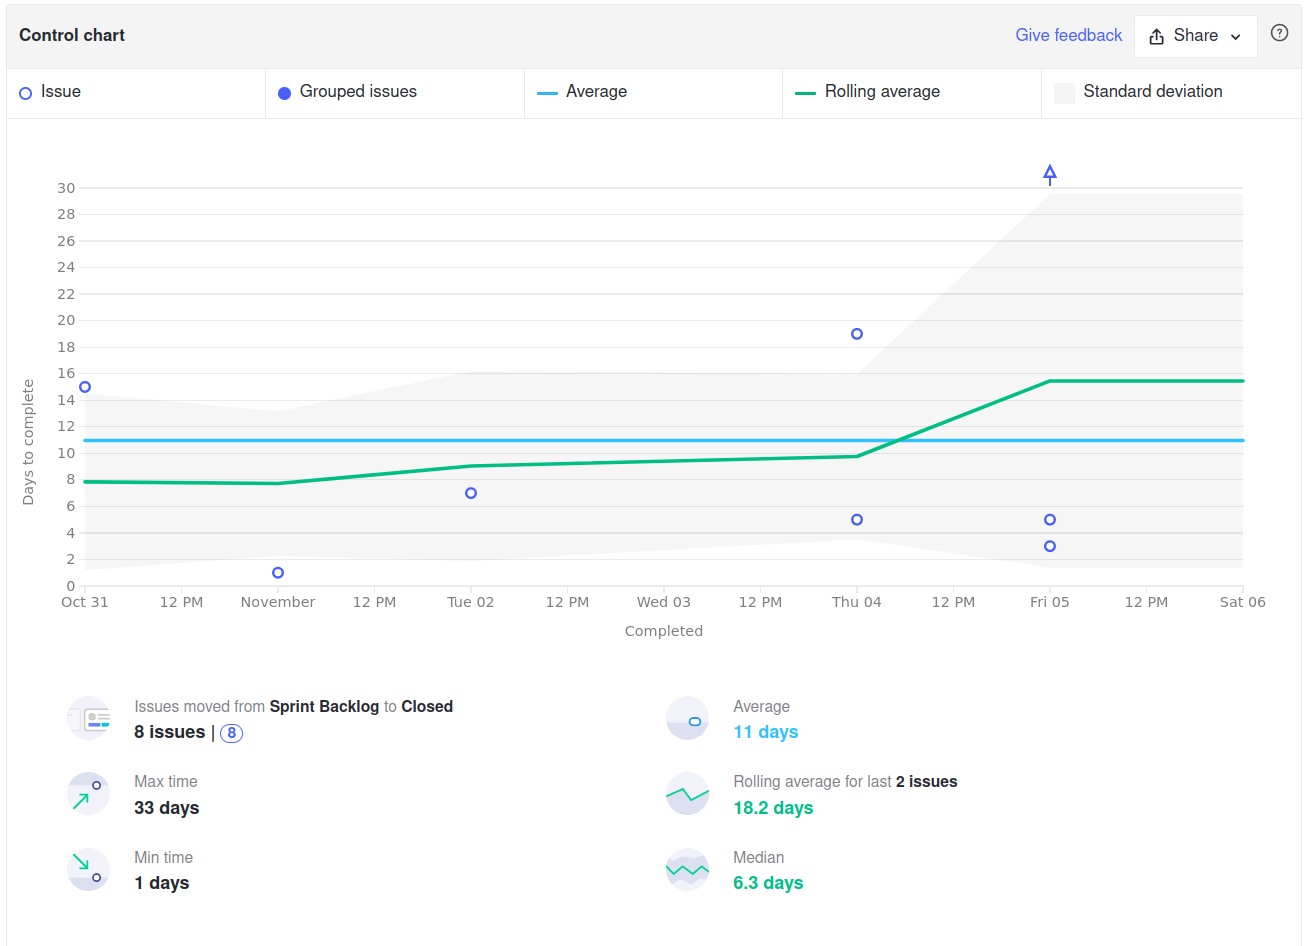 Control chart
Give feedback
Share
?
Issue
Grouped issues
Average
Rolling average
Standard deviation
30
28
26
24
22
20
18
16
14
12
10
8
6
4
2
0
Days to complete
Oct 31 12 PM November 12 PM Tue 02 12 PM Wed 03 12 PM Thu 04 12 PM Fri 05 12 PM Sat 06
Completed
Issues moved from Sprint Backlog to Closed
8 issues | 8
Average
11 days
Max time
33 days
Rolling average for last 2 issues
18.2 days
Min time
1 days
Median
6.3 days